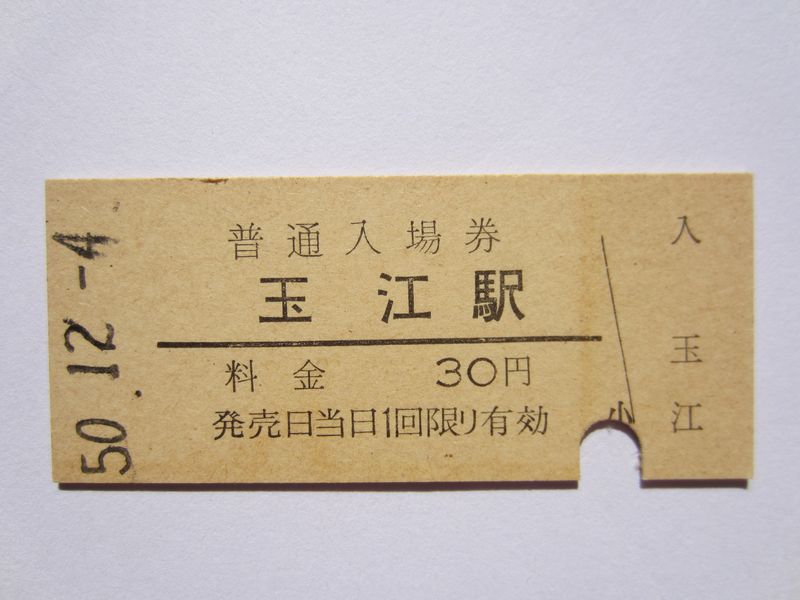 普通入場券
玉江駅
料金 30円
発売日当日1回限り有効
小
入
玉江
50.12.-4